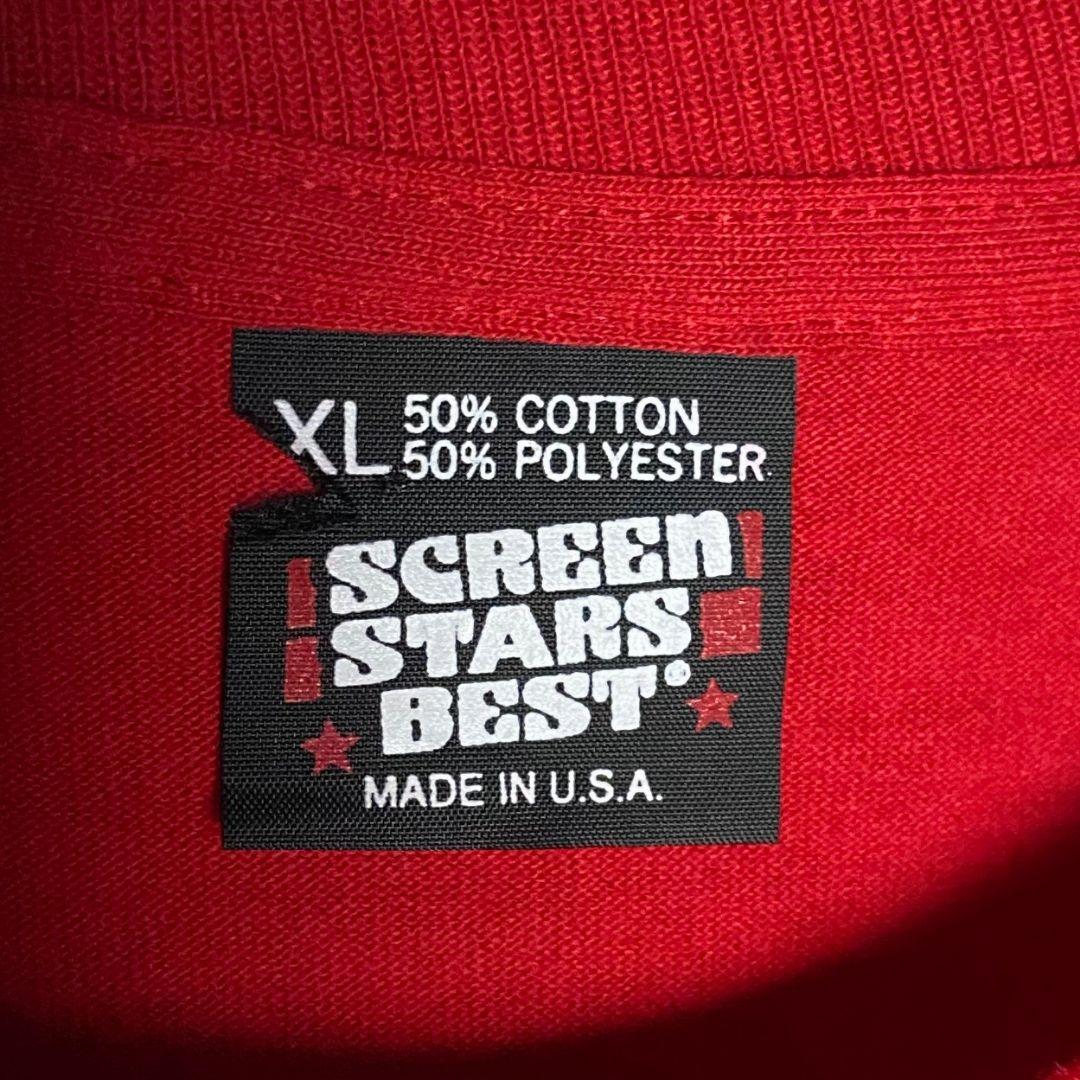 XL 50% COTTON
50% POLYESTER
SCREEN
STARS
BEST®
MADE IN U.S.A.